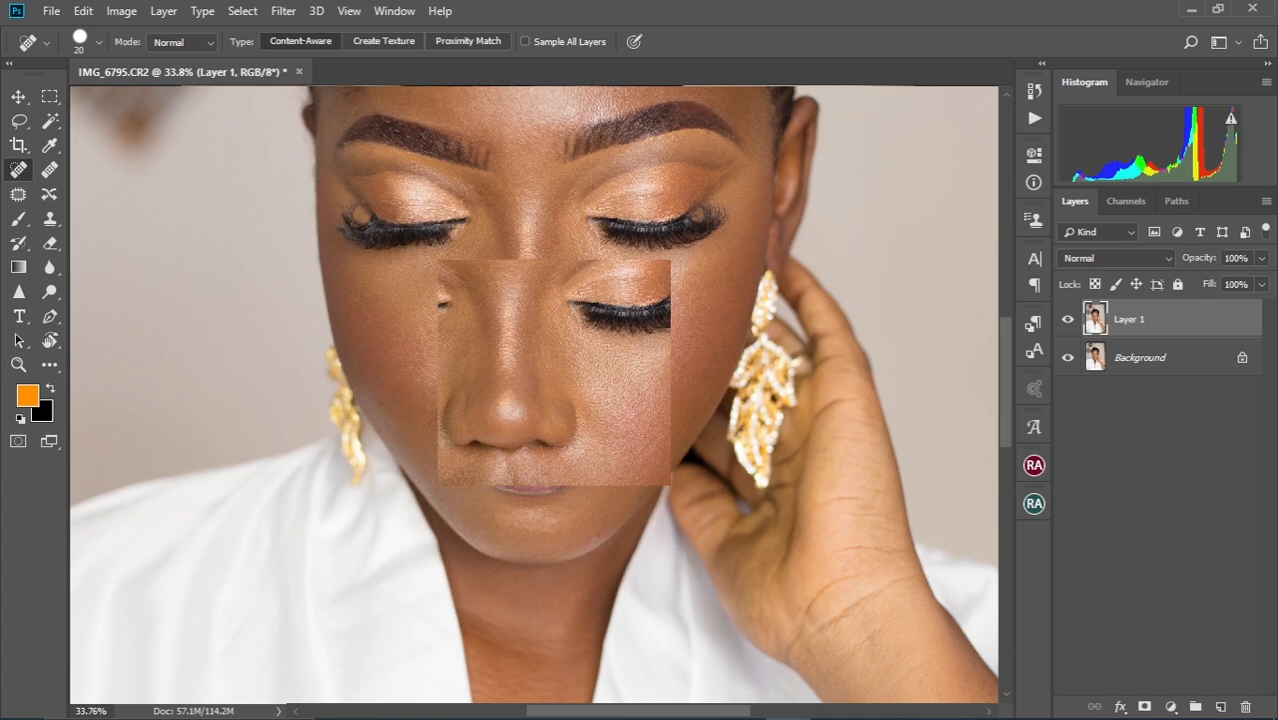 Ps File Edit Image Layer Type Select Filter 3D View Window Help
20 Mode: Normal Type: Content-Aware Create Texture Proximity Match Sample All Layers
IMG_6795.CR2 @ 33.8% (Layer 1, RGB/8*) *
Histogram Navigator
Layers Channels Paths
Kind
Normal Opacity: 100%
Lock: Fill: 100%
Layer 1
Background
RA
RA
33.76% Doc: 57.1M/114.2M